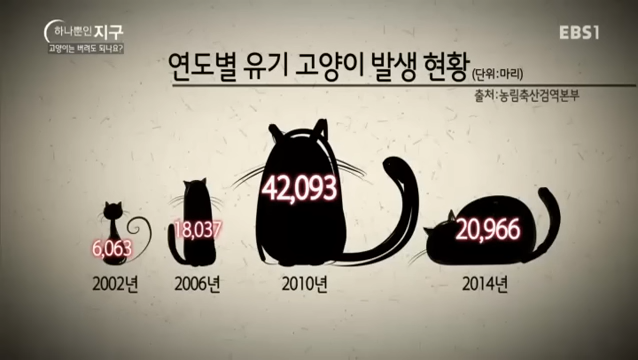 하나뿐인 지구
고양이는 버려도 되나요?
EBS1
연도별 유기 고양이 발생 현황 (단위:마리)
출처:농림축산검역본부
6,063
18,037
42,093
20,966
2002년
2006년
2010년
2014년